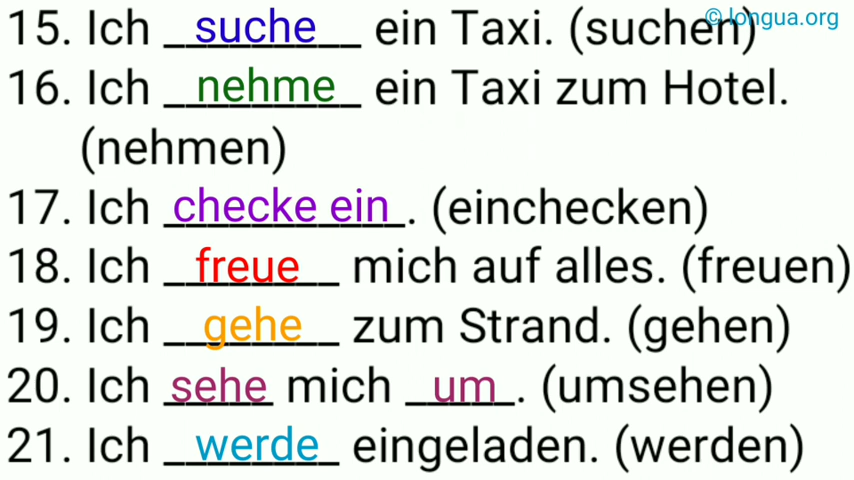 © longua.org
15. Ich suche ein Taxi. (suchen)
16. Ich nehme ein Taxi zum Hotel.
(nehmen)
17. Ich checke ein. (einchecken)
18. Ich freue mich auf alles. (freuen)
19. Ich gehe zum Strand. (gehen)
20. Ich sehe mich um. (umsehen)
21. Ich werde eingeladen. (werden)